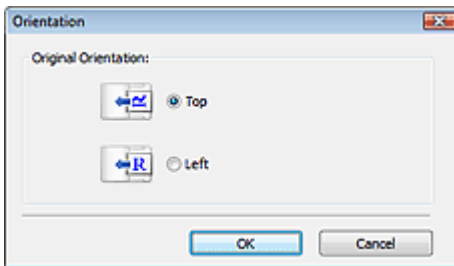 Orientation
Original Orientation:
R Top
R Left
OK Cancel